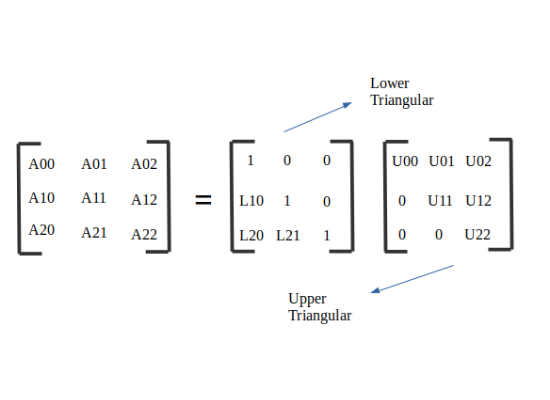 Lower
Triangular
A00 A01 A02
A10 A11 A12
A20 A21 A22
=
1 0 0
L10 1 0
L20 L21 1
U00 U01 U02
0 U11 U12
0 0 U22
Upper
Triangular